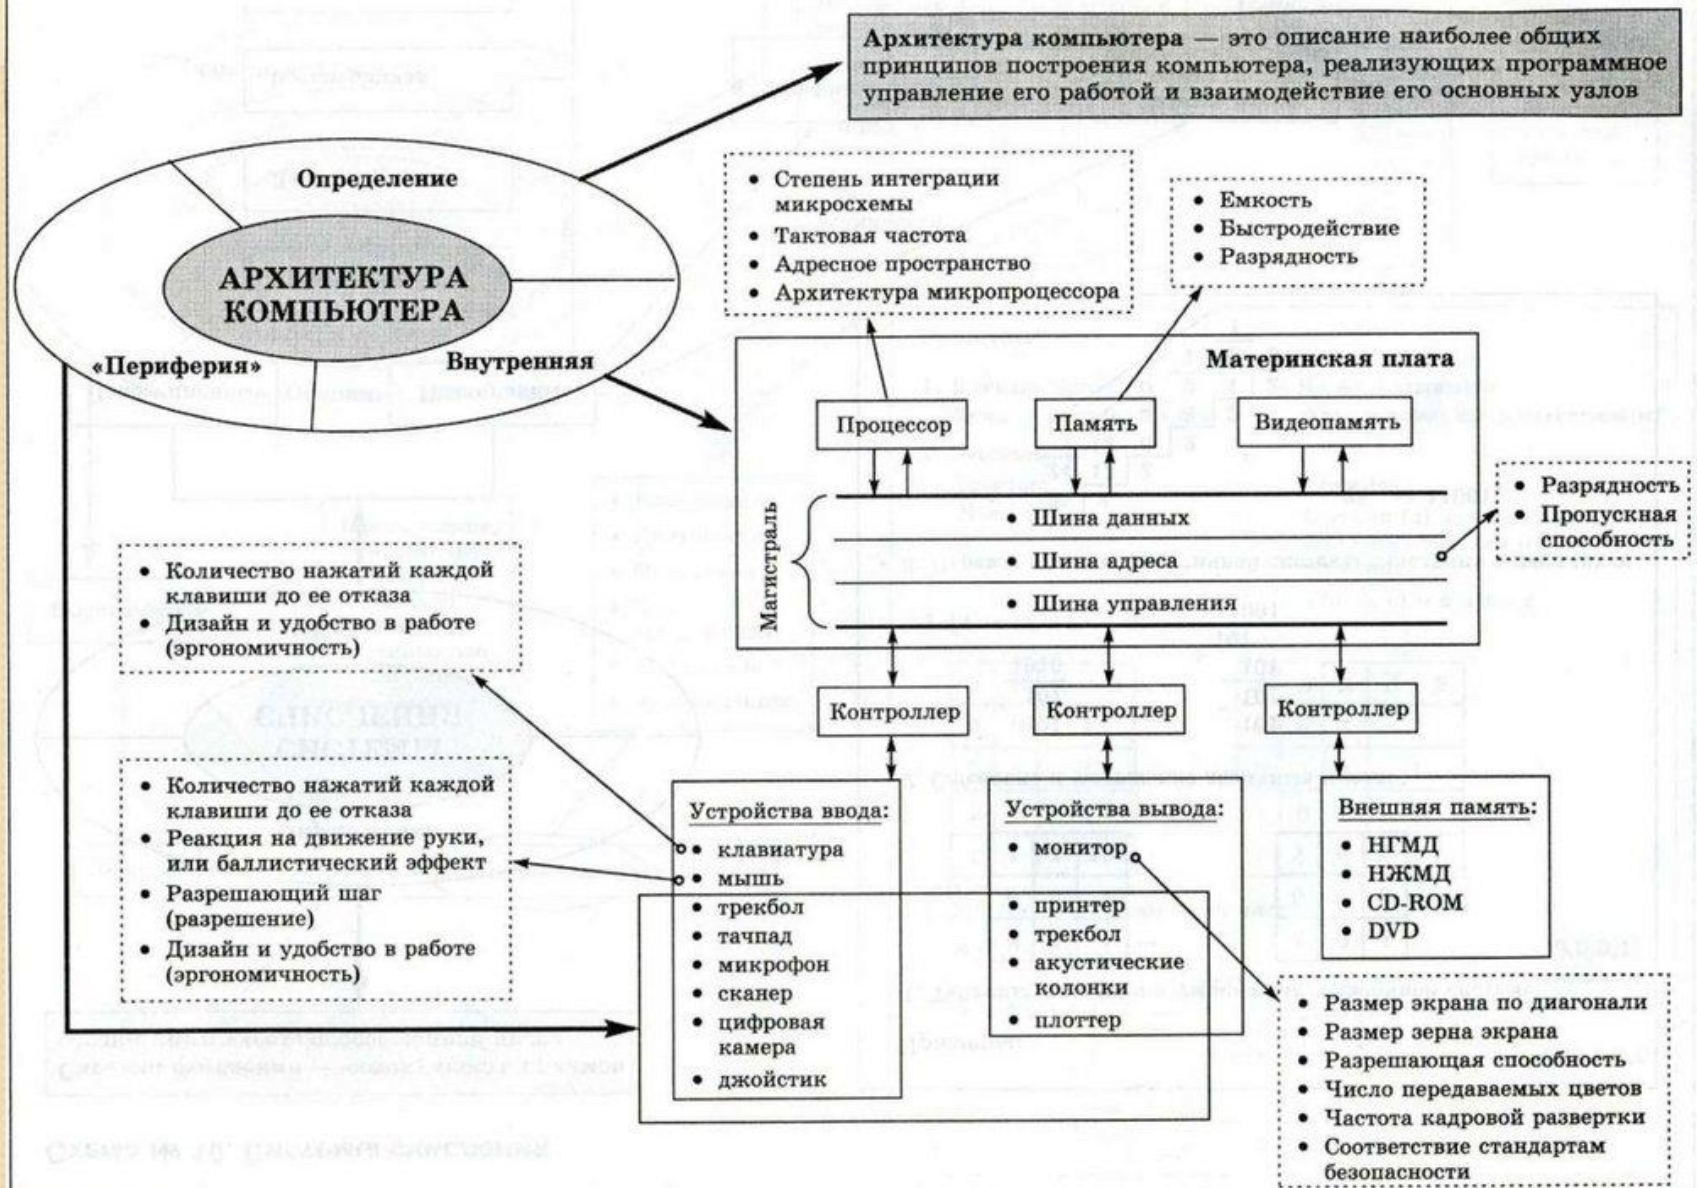 Архитектура компьютера — это описание наиболее общих
принципов построения компьютера, реализующих программное
управление его работой и взаимодействие его основных узлов
Определение
АРХИТЕКТУРА
КОМПЬЮТЕРА
«Периферия»
Внутренняя
• Степень интеграции
микросхемы
• Тактовая частота
• Адресное пространство
• Архитектура микропроцессора
• Емкость
• Быстродействие
• Разрядность
Материнская плата
Процессор
Память
Видеопамять
Магистраль
• Шина данных
• Шина адреса
• Шина управления
• Разрядность
• Пропускная
способность
Контроллер
Контроллер
Контроллер
• Количество нажатий каждой
клавиши до ее отказа
• Дизайн и удобство в работе
(эргономичность)
• Количество нажатий каждой
клавиши до ее отказа
• Реакция на движение руки,
или баллистический эффект
• Разрешающий шаг
(разрешение)
• Дизайн и удобство в работе
(эргономичность)
Устройства ввода:
• клавиатура
• мышь
• трекбол
• тачпад
• микрофон
• сканер
• цифровая
камера
• джойстик
Устройства вывода:
• монитор
• принтер
• трекбол
• акустические
колонки
• плоттер
Внешняя память:
• НГМД
• НЖМД
• CD-ROM
• DVD
• Размер экрана по диагонали
• Размер зерна экрана
• Разрешающая способность
• Число передаваемых цветов
• Частота кадровой развертки
• Соответствие стандартам
безопасности